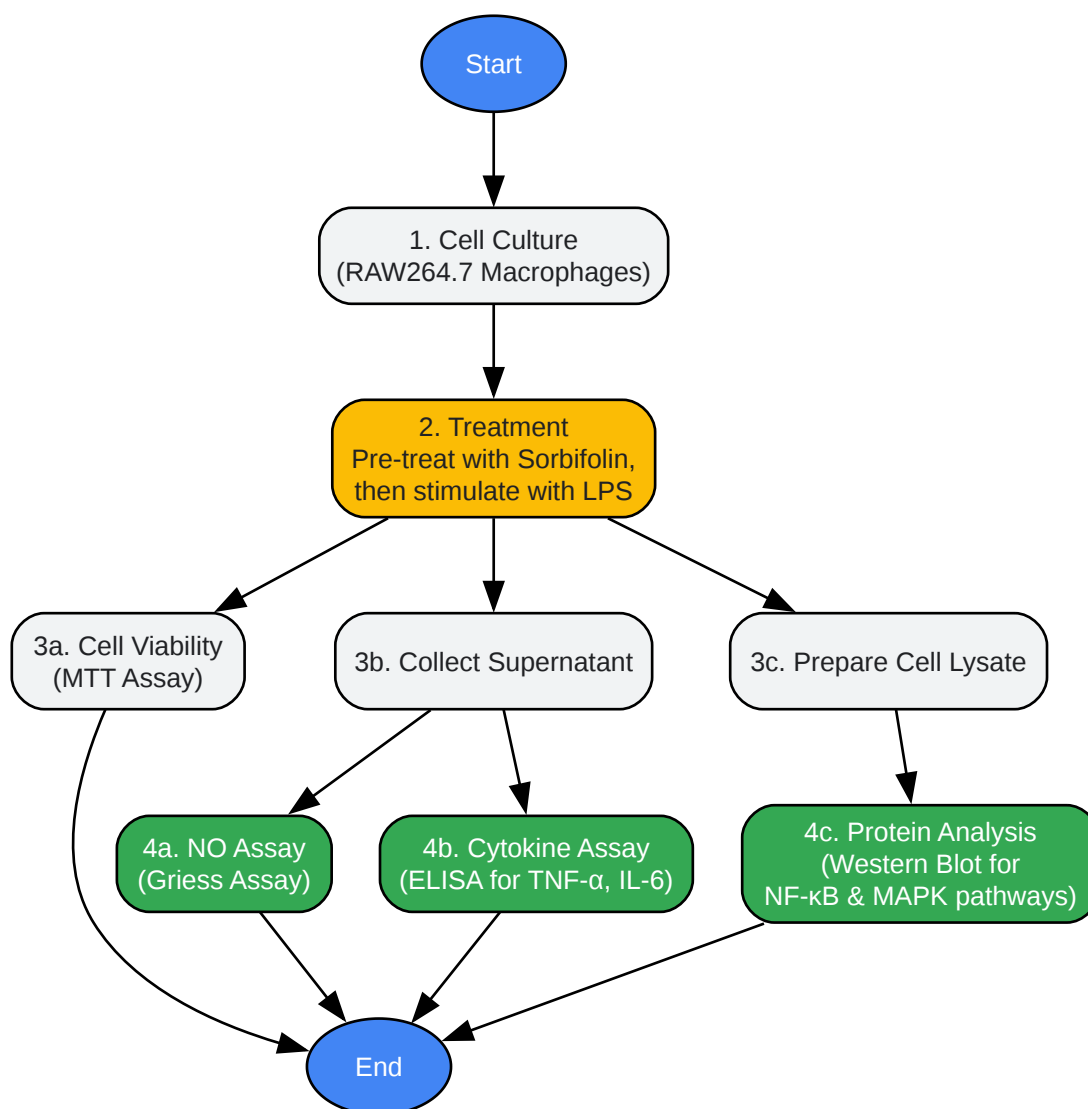 Start
1. Cell Culture
(RAW264.7 Macrophages)
2. Treatment
Pre-treat with Sorbifolin,
then stimulate with LPS
3a. Cell Viability
(MTT Assay)
3b. Collect Supernatant
3c. Prepare Cell Lysate
4a. NO Assay
(Griess Assay)
4b. Cytokine Assay
(ELISA for TNF-α, IL-6)
4c. Protein Analysis
(Western Blot for
NF-κB & MAPK pathways)
End